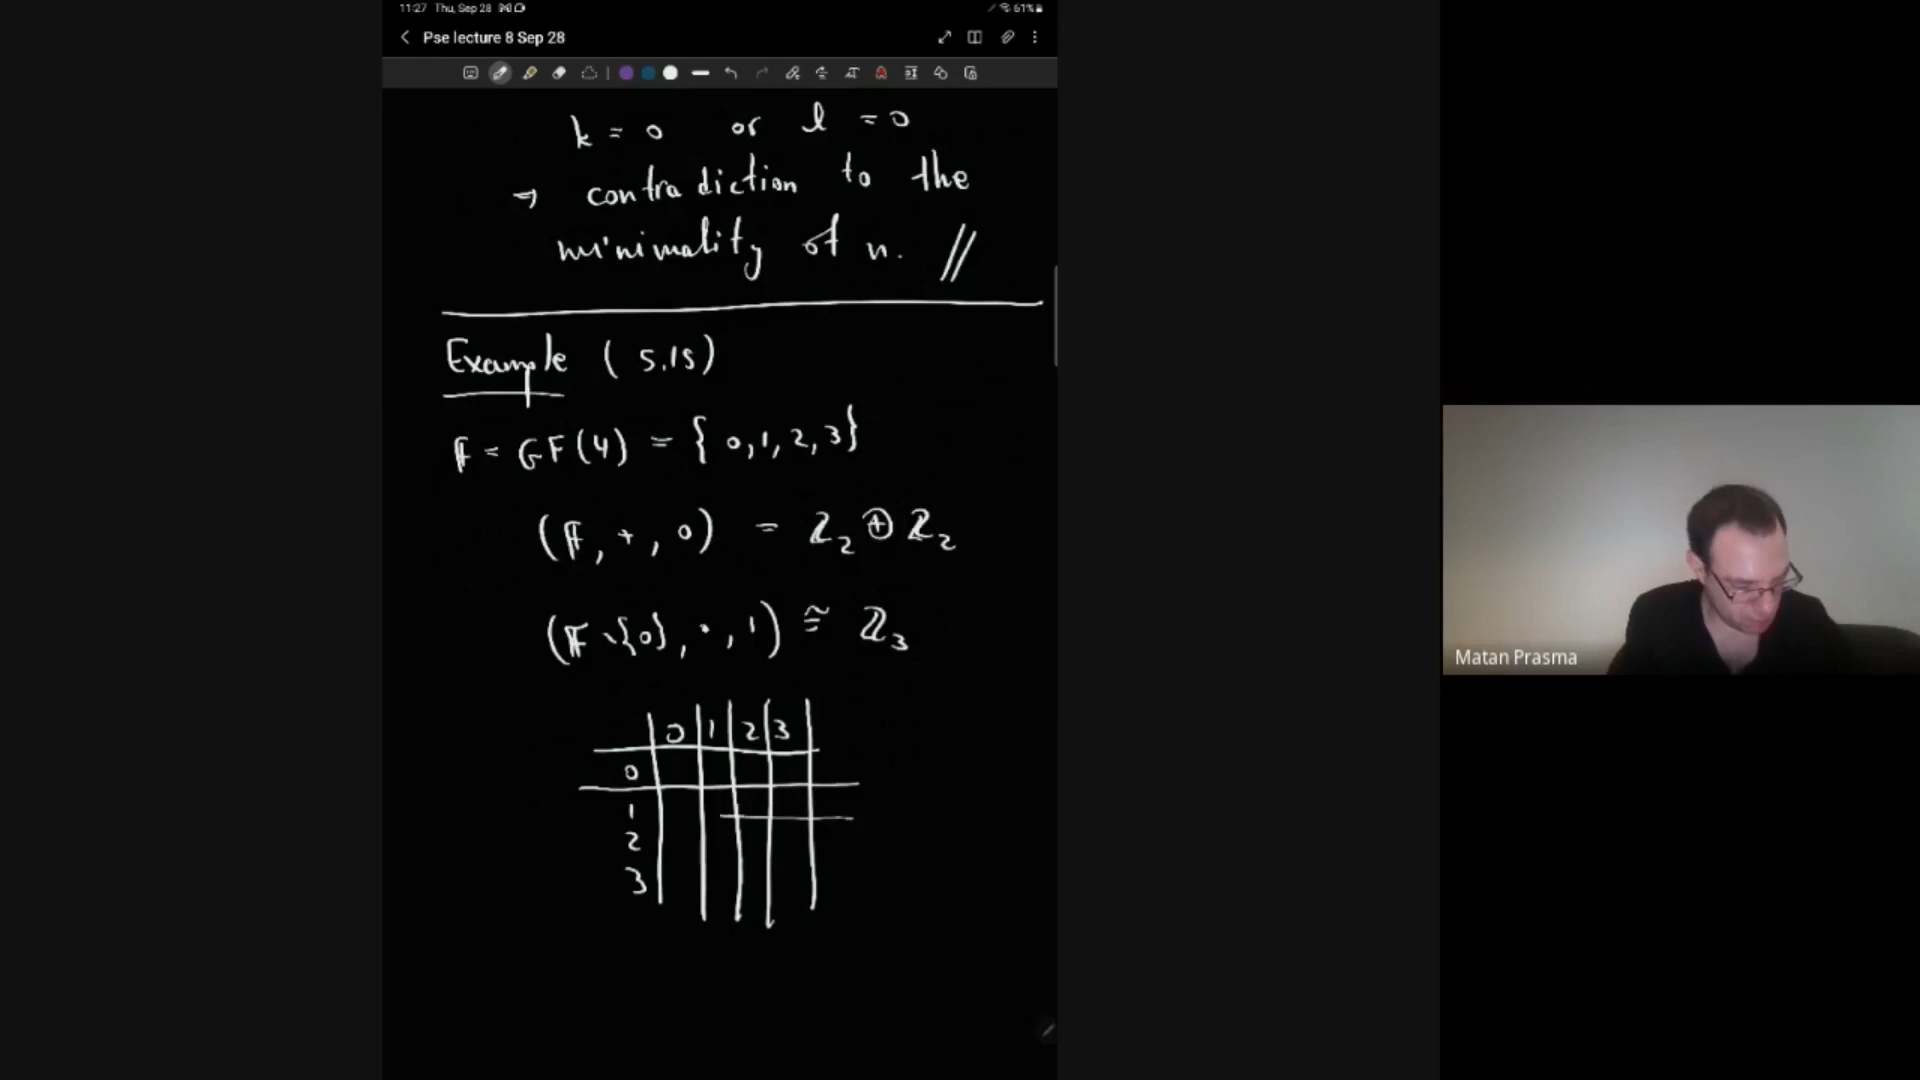 11:27 Thu, Sep 28 61%
Pse lecture 8 Sep 28
k = 0 or l = 0
→ contradiction to the
minimality of n. //
Example (5.15)
𝔽 = GF(4) = {0,1,2,3}
(𝔽, +, 0) = ℤ₂ ⊕ ℤ₂
(𝔽∖{0}, ·, 1) ≅ ℤ₃
0 1 2 3
0
1
2
3
Matan Prasma